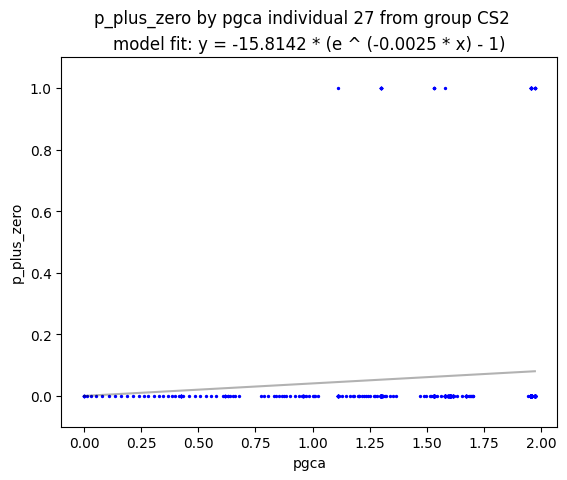 p_plus_zero by pgca individual 27 from group CS2
model fit: y = -15.8142 * (e ^ (-0.0025 * x) - 1)
1.0
0.8
0.6
0.4
0.2
0.0
p_plus_zero
0.00 0.25 0.50 0.75 1.00 1.25 1.50 1.75 2.00
pgca